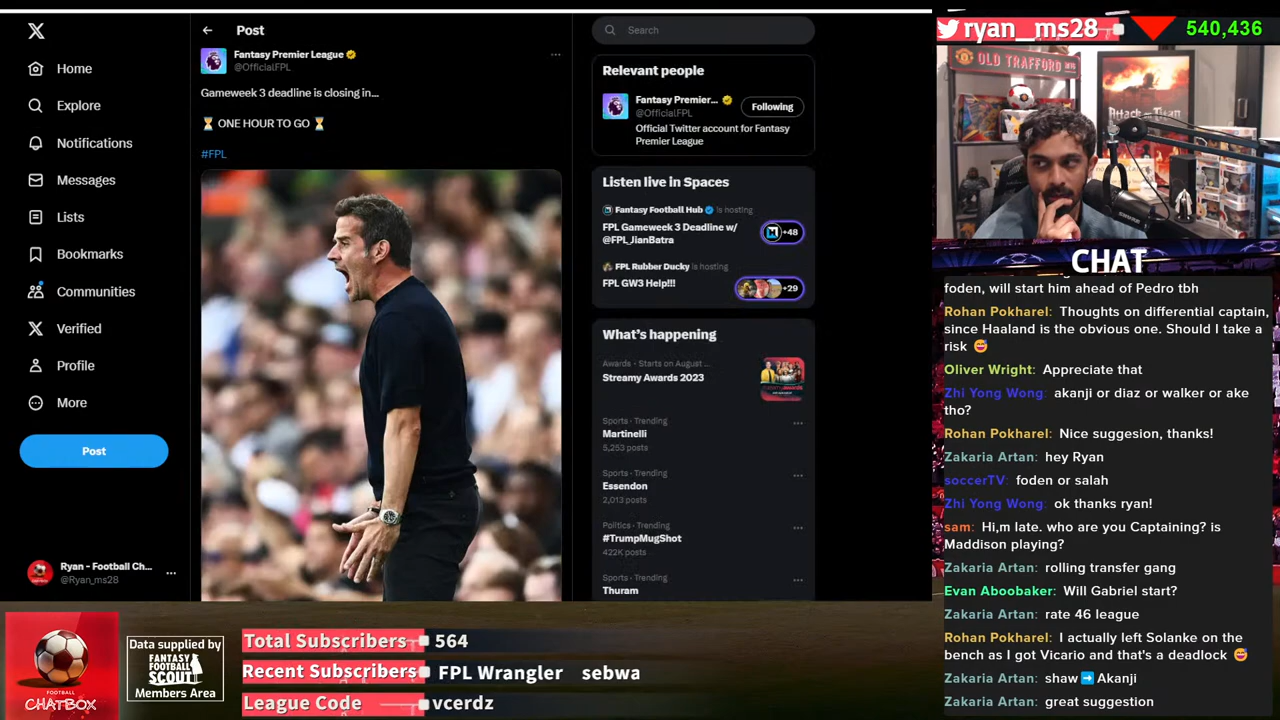 Post
Search
Fantasy Premier League
@OfficialFPL
Gameweek 3 deadline is closing in...
⏳ ONE HOUR TO GO ⏳
#FPL
Home
Explore
Notifications
Messages
Lists
Bookmarks
Communities
Verified
Profile
More
Post
Ryan - Football Ch...
@Ryan_ms28
Relevant people
Fantasy Premier...
@OfficialFPL
Following
Official Twitter account for Fantasy
Premier League
Listen live in Spaces
Fantasy Football Hub is hosting
FPL Gameweek 3 Deadline w/
@FPL_JianBatra
+48
FPL Rubber Ducky is hosting
FPL GW3 Help!!!
+29
What's happening
Awards · Starts on August ...
Streamy Awards 2023
Sports · Trending
Martinelli
5,253 posts
Sports · Trending
Essendon
2,013 posts
Politics · Trending
#TrumpMugShot
422K posts
Sports · Trending
Thuram
ryan_ms28
540,436
OLD TRAFFORD
Attack on Titan
SHURE
CHAT
foden, will start him ahead of Pedro tbh
Rohan Pokharel: Thoughts on differential captain,
since Haaland is the obvious one. Should I take a
risk 😅
Oliver Wright: Appreciate that
Zhi Yong Wong: akanji or diaz or walker or ake
tho?
Rohan Pokharel: Nice suggesion, thanks!
Zakaria Artan: hey Ryan
soccerTV: foden or salah
Zhi Yong Wong: ok thanks ryan!
sam: Hi,m late. who are you Captaining? is
Maddison playing?
Zakaria Artan: rolling transfer gang
Evan Aboobaker: Will Gabriel start?
Zakaria Artan: rate 46 league
Rohan Pokharel: I actually left Solanke on the
bench as I got Vicario and that's a deadlock 😅
Zakaria Artan: shaw ➡️ Akanji
Zakaria Artan: great suggestion
FOOTBALL
CHATBOX
Data supplied by
FANTASY
FOOTBALL
SCOUT
Members Area
Total Subscribers 564
Recent Subscribers FPL Wrangler sebwa
League Code vcerdz